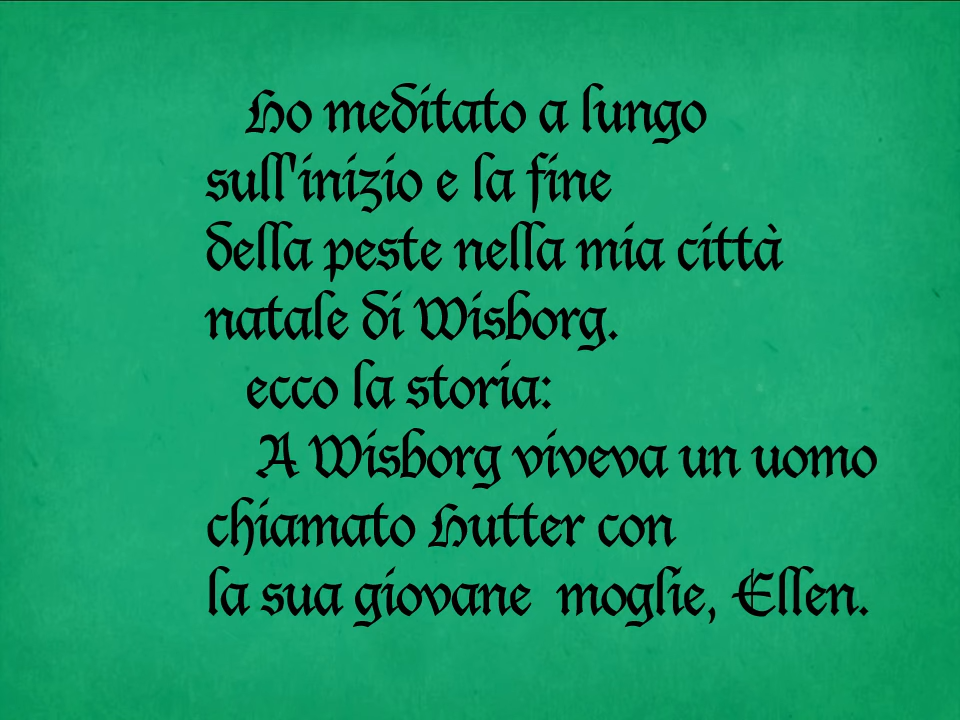 Ho meditato a lungo
sull'inizio e la fine
della peste nella mia città
natale di Wisborg.
ecco la storia:
A Wisborg viveva un uomo
chiamato Hutter con
la sua giovane moglie, Ellen.